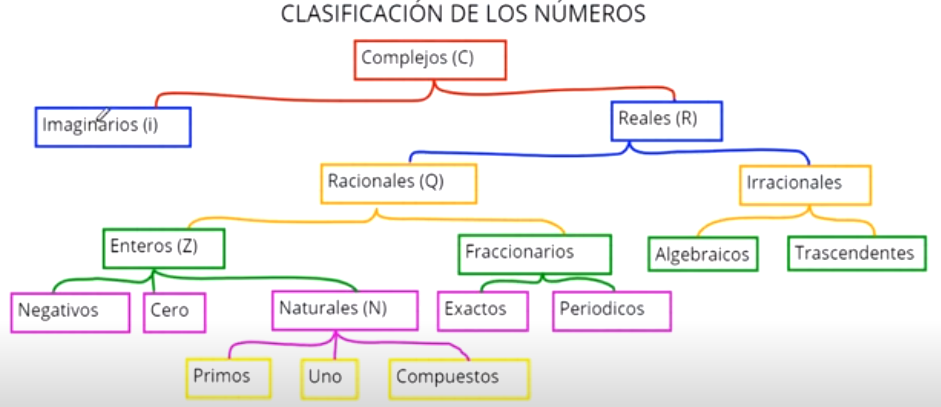 CLASIFICACIÓN DE LOS NÚMEROS
Complejos (C)
Imaginarios (i)
Reales (R)
Racionales (Q)
Irracionales
Enteros (Z)
Fraccionarios
Algebraicos
Trascendentes
Negativos
Cero
Naturales (N)
Exactos
Periodicos
Primos
Uno
Compuestos